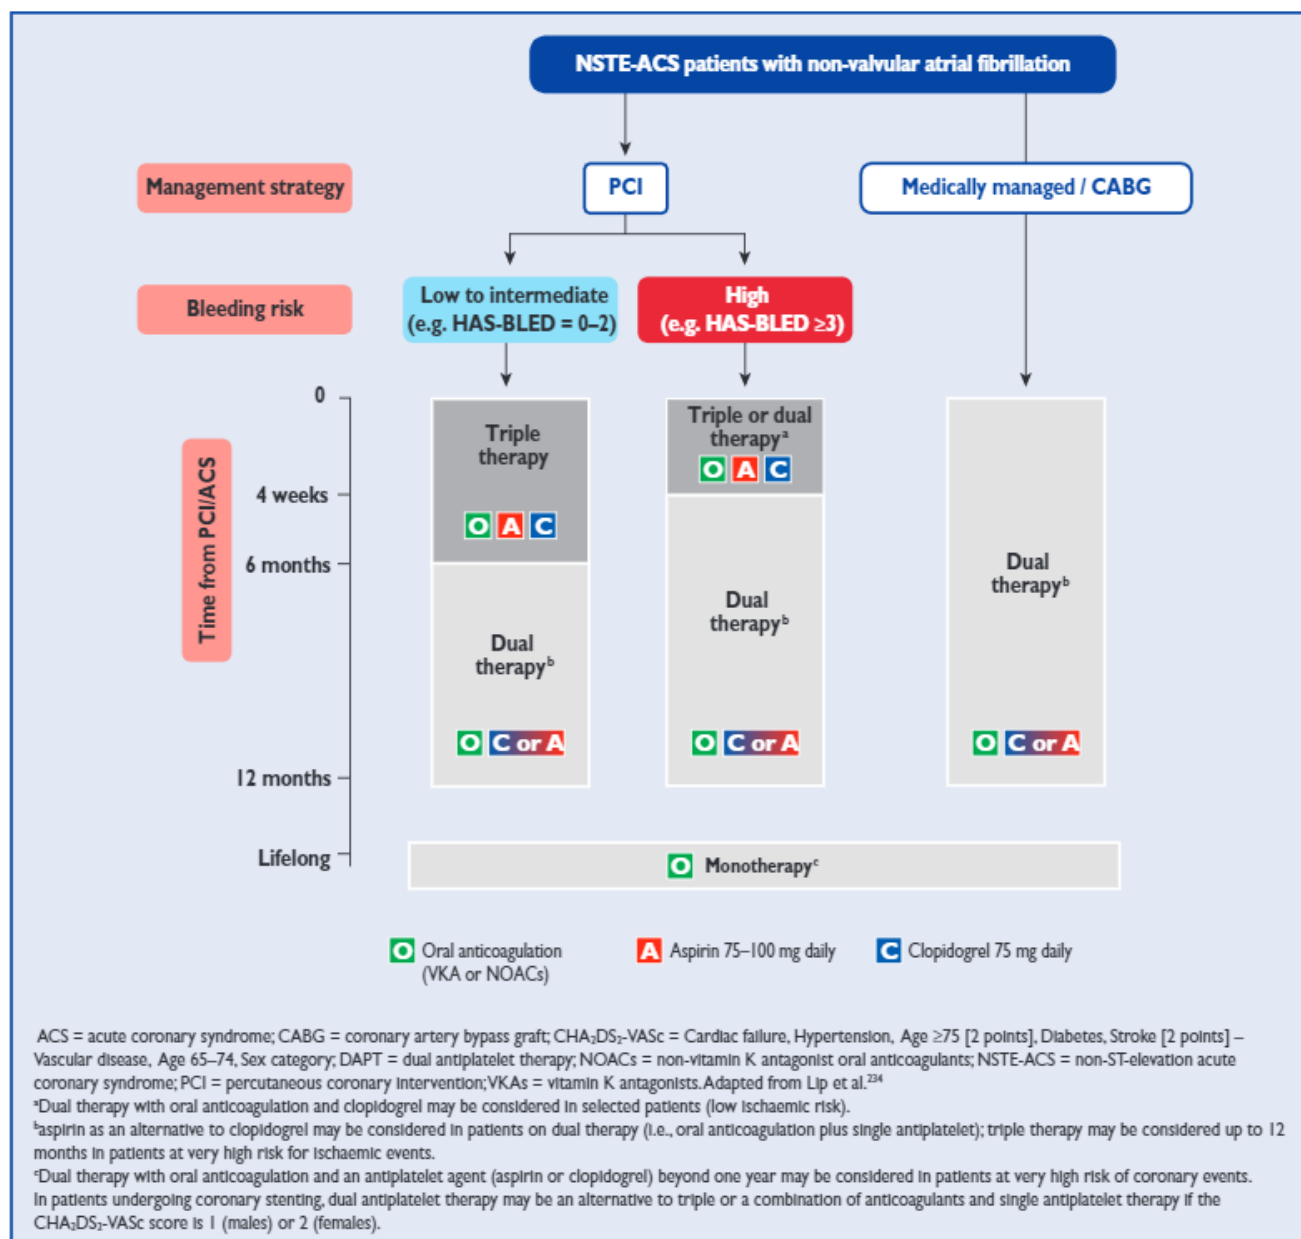 NSTE-ACS patients with non-valvular atrial fibrillation
Management strategy
PCI
Medically managed / CABG
Bleeding risk
Low to intermediate
(e.g. HAS-BLED = 0–2)
High
(e.g. HAS-BLED ≥3)
Time from PCI/ACS
0
4 weeks
6 months
12 months
Lifelong
Triple
therapy
O A C
Dual
therapyᵇ
O C or A
Triple or dual
therapyᵃ
O A C
Dual
therapyᵇ
O C or A
Dual
therapyᵇ
O C or A
O Monotherapyᶜ
O Oral anticoagulation
(VKA or NOACs)
A Aspirin 75–100 mg daily
C Clopidogrel 75 mg daily
ACS = acute coronary syndrome; CABG = coronary artery bypass graft; CHA₂DS₂-VASc = Cardiac failure, Hypertension, Age ≥75 [2 points], Diabetes, Stroke [2 points] –
Vascular disease, Age 65–74, Sex category; DAPT = dual antiplatelet therapy; NOACs = non-vitamin K antagonist oral anticoagulants; NSTE-ACS = non-ST-elevation acute
coronary syndrome; PCI = percutaneous coronary intervention; VKAs = vitamin K antagonists. Adapted from Lip et al.²³⁴
ᵃDual therapy with oral anticoagulation and clopidogrel may be considered in selected patients (low ischaemic risk).
ᵇaspirin as an alternative to clopidogrel may be considered in patients on dual therapy (i.e., oral anticoagulation plus single antiplatelet); triple therapy may be considered up to 12
months in patients at very high risk for ischaemic events.
ᶜDual therapy with oral anticoagulation and an antiplatelet agent (aspirin or clopidogrel) beyond one year may be considered in patients at very high risk of coronary events.
In patients undergoing coronary stenting, dual antiplatelet therapy may be an alternative to triple or a combination of anticoagulants and single antiplatelet therapy if the
CHA₂DS₂-VASc score is 1 (males) or 2 (females).